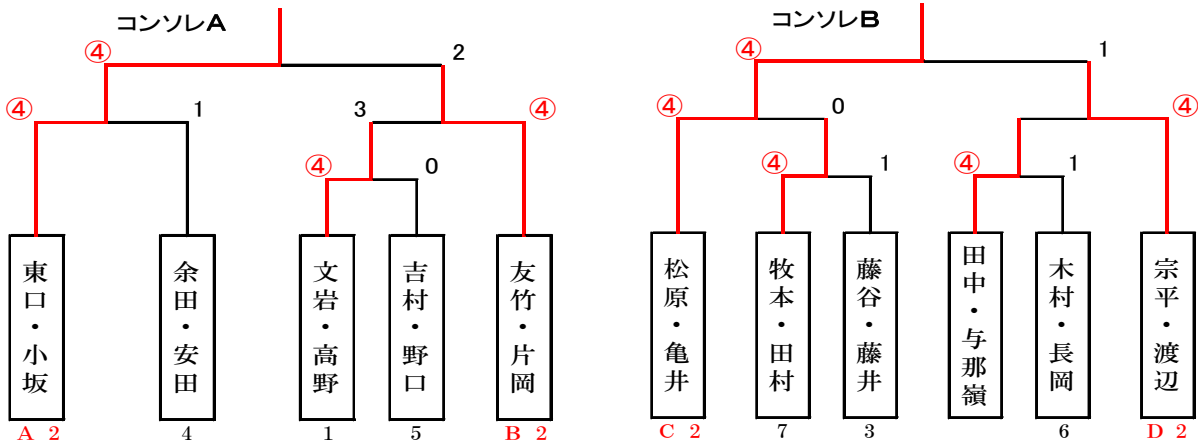 コンソレA
④ 2
④ 1 3 ④
④ 0
東口・小坂
余田・安田
文岩・高野
吉村・野口
友竹・片岡
A 2 4 1 5 B 2
コンソレB
④ 1
④ 0 ④
④ 1 ④ 1
松原・亀井
牧本・田村
藤谷・藤井
田中・与那嶺
木村・長岡
宗平・渡辺
C 2 7 3 6 D 2